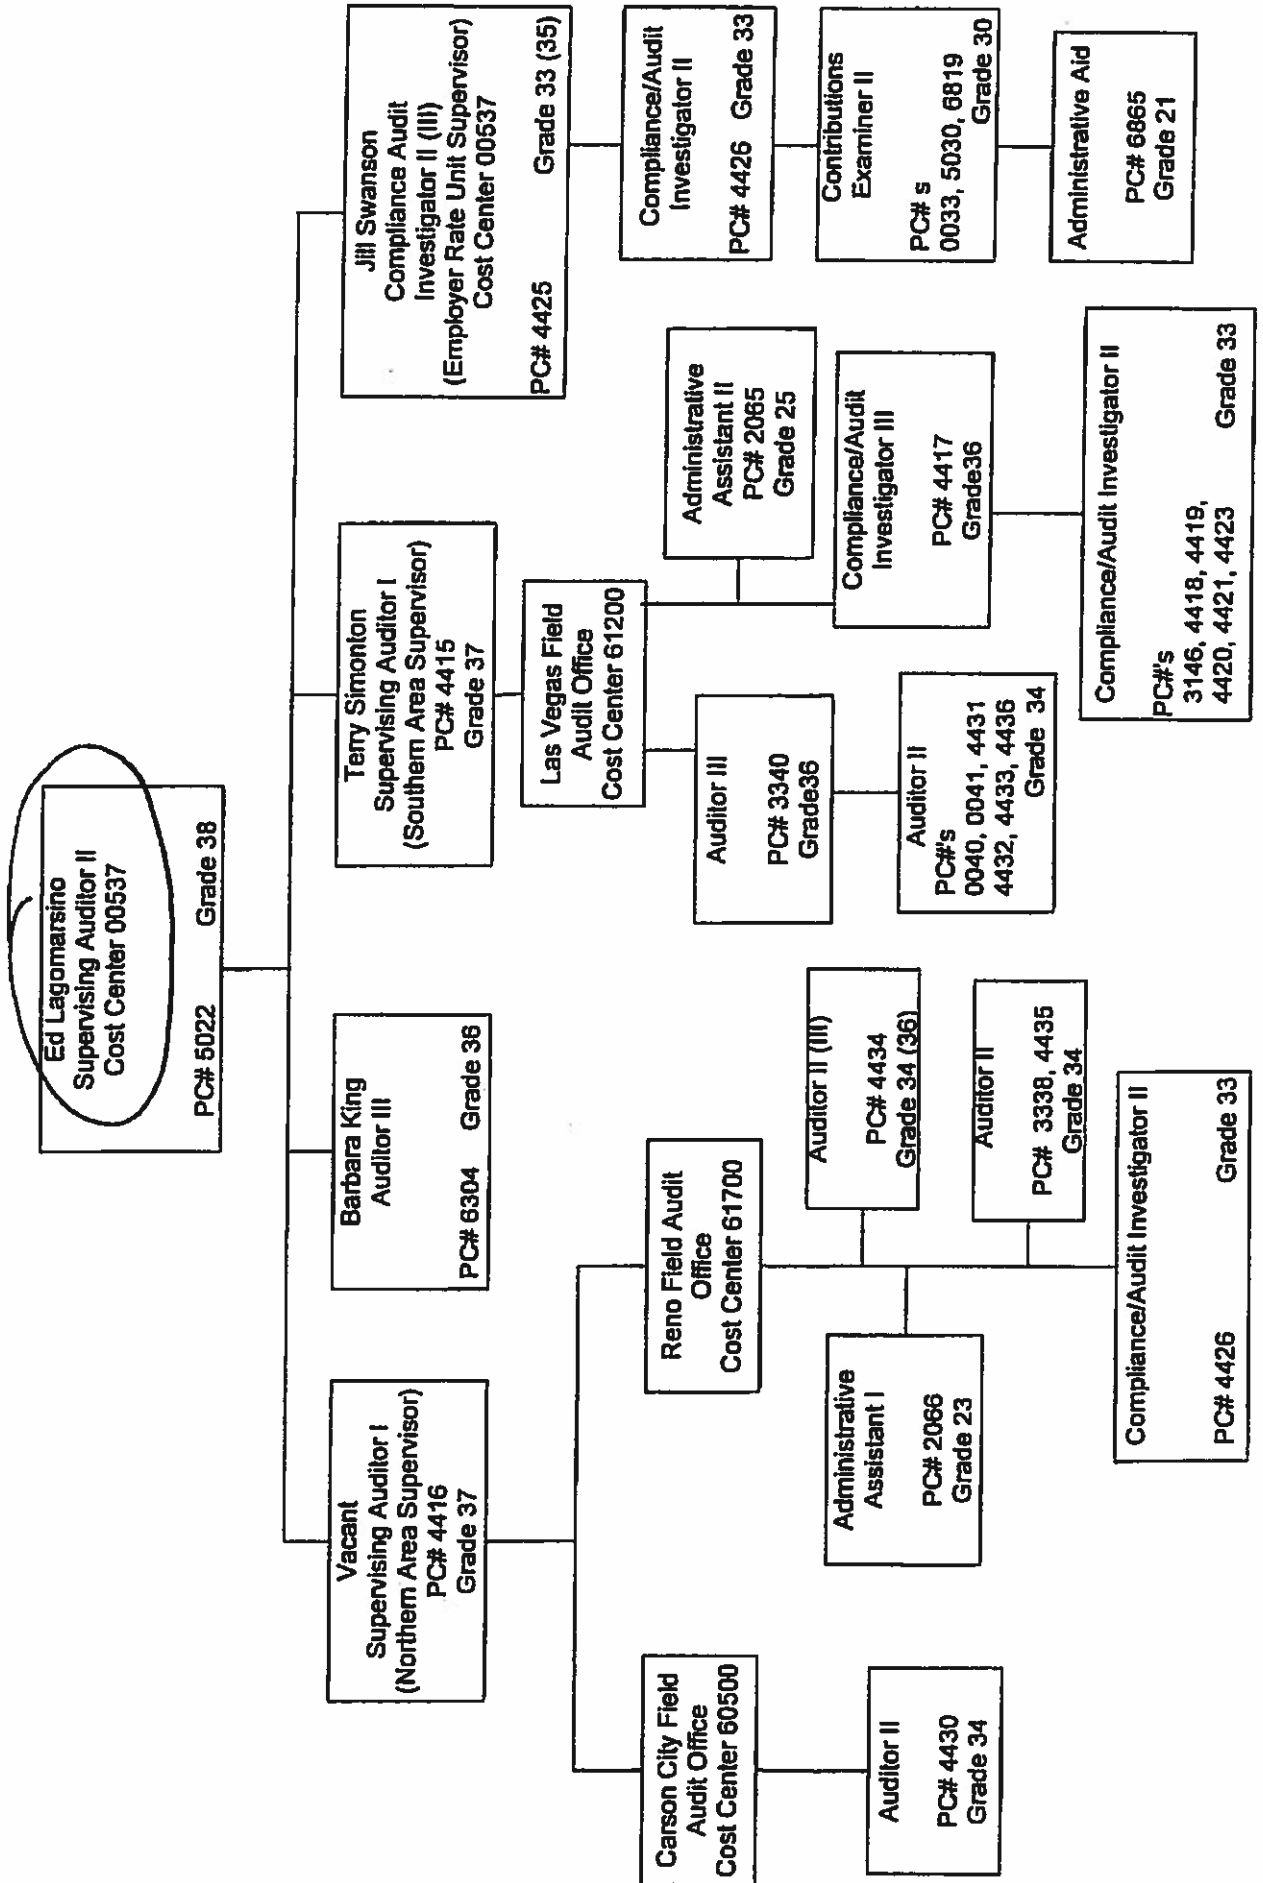 Ed Lagomarsino
Supervising Auditor II
Cost Center 00537
PC# 5022 Grade 38
Vacant
Supervising Auditor I
(Northern Area Supervisor)
PC# 4416
Grade 37
Barbara King
Auditor III
PC# 6304 Grade 36
Terry Simonton
Supervising Auditor I
(Southern Area Supervisor)
PC# 4415
Grade 37
Jill Swanson
Compliance Audit
Investigator II (III)
(Employer Rate Unit Supervisor)
Cost Center 00537
PC# 4425 Grade 33 (35)
Carson City Field
Audit Office
Cost Center 60500
Auditor II
PC# 4430
Grade 34
Reno Field Audit
Office
Cost Center 61700
Auditor II (III)
PC# 4434
Grade 34 (36)
Administrative
Assistant I
PC# 2066
Grade 23
Auditor II
PC# 3338, 4435
Grade 34
Compliance/Audit Investigator II
PC# 4426 Grade 33
Las Vegas Field
Audit Office
Cost Center 61200
Auditor III
PC# 3340
Grade36
Auditor II
PC#'s
0040, 0041, 4431
4432, 4433, 4436
Grade 34
Administrative
Assistant II
PC# 2065
Grade 25
Compliance/Audit
Investigator III
PC# 4417
Grade36
Compliance/Audit Investigator II
PC#'s
3146, 4418, 4419,
4420, 4421, 4423 Grade 33
Compliance/Audit
Investigator II
PC# 4426 Grade 33
Contributions
Examiner II
PC# s
0033, 5030, 6819
Grade 30
Administrative Aid
PC# 6865
Grade 21